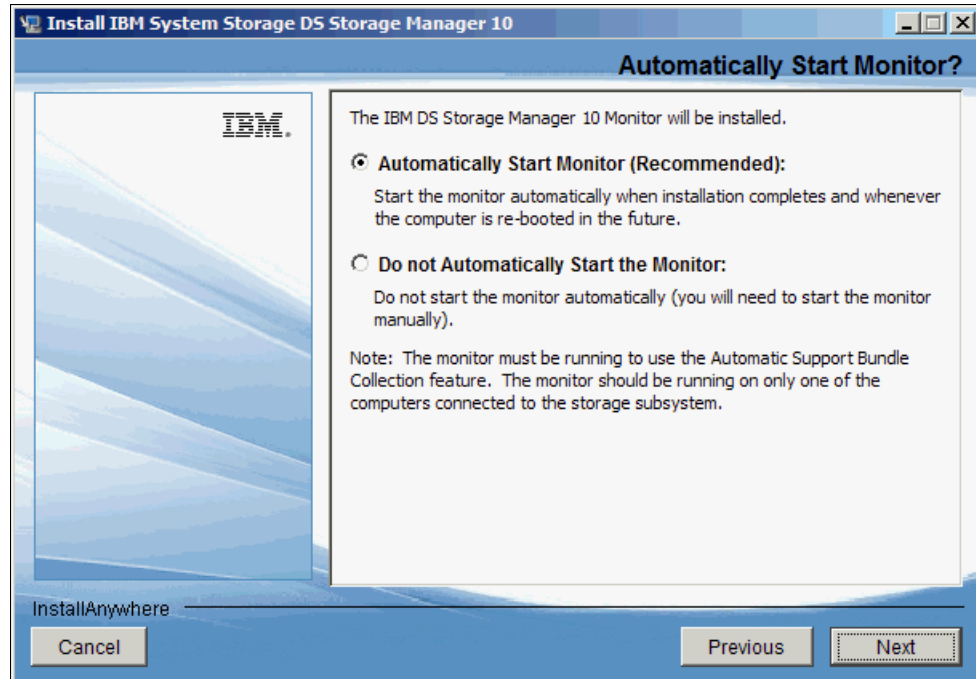 Install IBM System Storage DS Storage Manager 10
Automatically Start Monitor?
IBM.
The IBM DS Storage Manager 10 Monitor will be installed.
Automatically Start Monitor (Recommended):
Start the monitor automatically when installation completes and whenever
the computer is re-booted in the future.
Do not Automatically Start the Monitor:
Do not start the monitor automatically (you will need to start the monitor
manually).
Note: The monitor must be running to use the Automatic Support Bundle
Collection feature. The monitor should be running on only one of the
computers connected to the storage subsystem.
InstallAnywhere
Cancel
Previous
Next